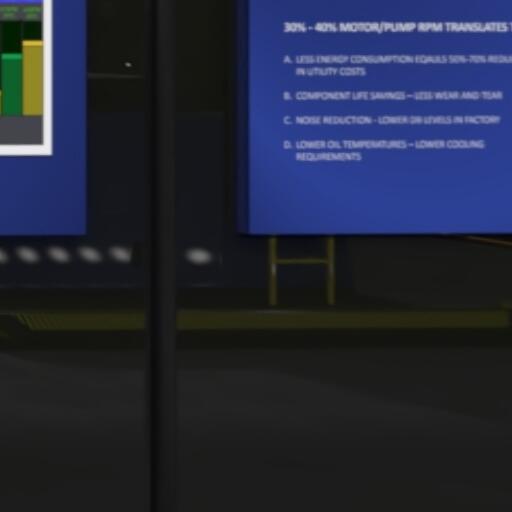 30% - 40% MOTOR/PUMP RPM TRANSLATES
A. LESS ENERGY CONSUMPTION EQAULS 50%-70% REDU
IN UTILITY COSTS
B. COMPONENT LIFE SAVINGS – LESS WEAR AND TEAR
C. NOISE REDUCTION - LOWER DB LEVELS IN FACTORY
D. LOWER OIL TEMPERATURES – LOWER COOLING
REQUIREMENTS